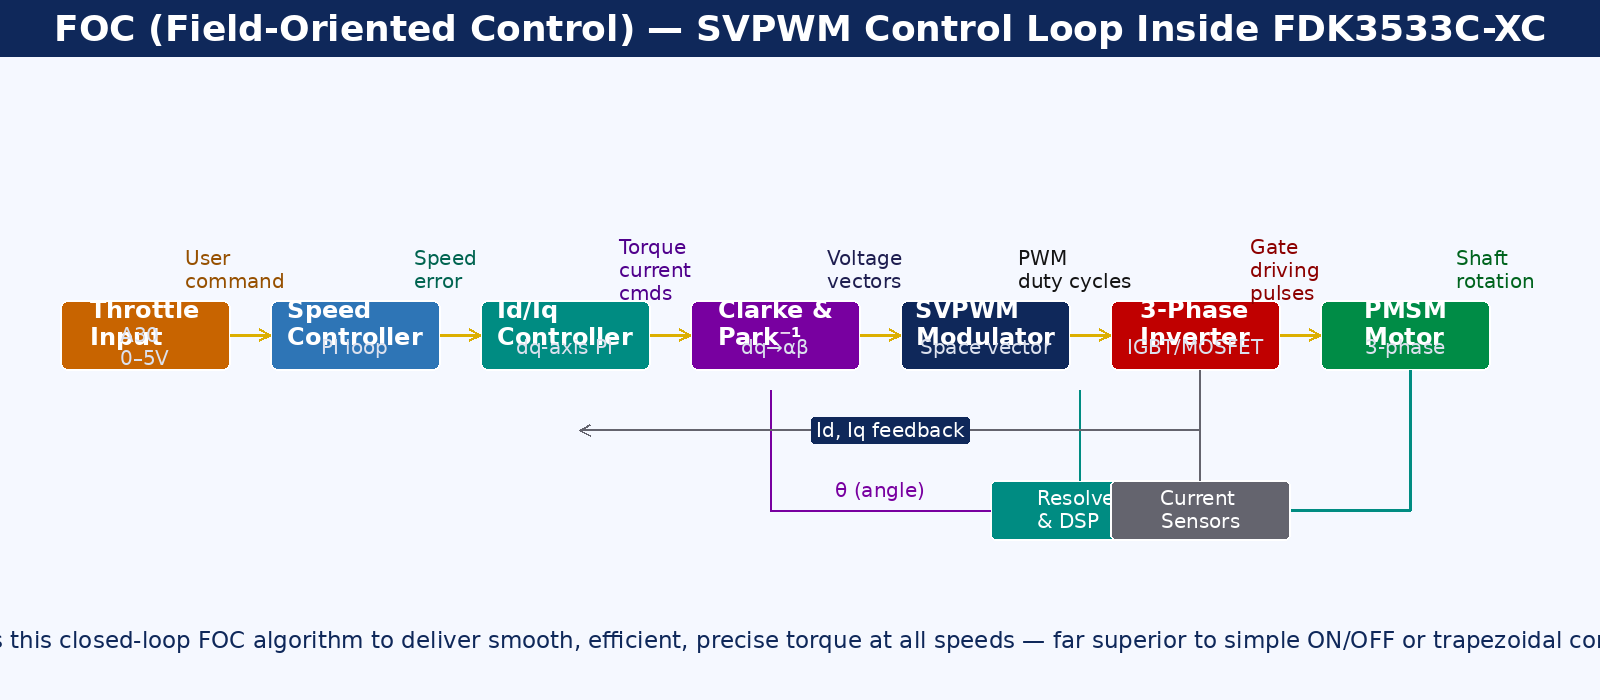 FOC (Field-Oriented Control) — SVPWM Control Loop Inside FDK3533C-XC
User
command
Speed
error
Torque
current
cmds
Voltage
vectors
PWM
duty cycles
Gate
driving
pulses
Shaft
rotation
Throttle
Input
0–5V
Speed
Controller
PI loop
Id/Iq
Controller
dq-axis PI
Clarke &
Park⁻¹
dq→αβ
SVPWM
Modulator
Space vector
3-Phase
Inverter
IGBT/MOSFET
PMSM
Motor
3-phase
Id, Iq feedback
θ (angle)
Resolve
& DSP
Current
Sensors
this closed-loop FOC algorithm to deliver smooth, efficient, precise torque at all speeds — far superior to simple ON/OFF or trapezoidal